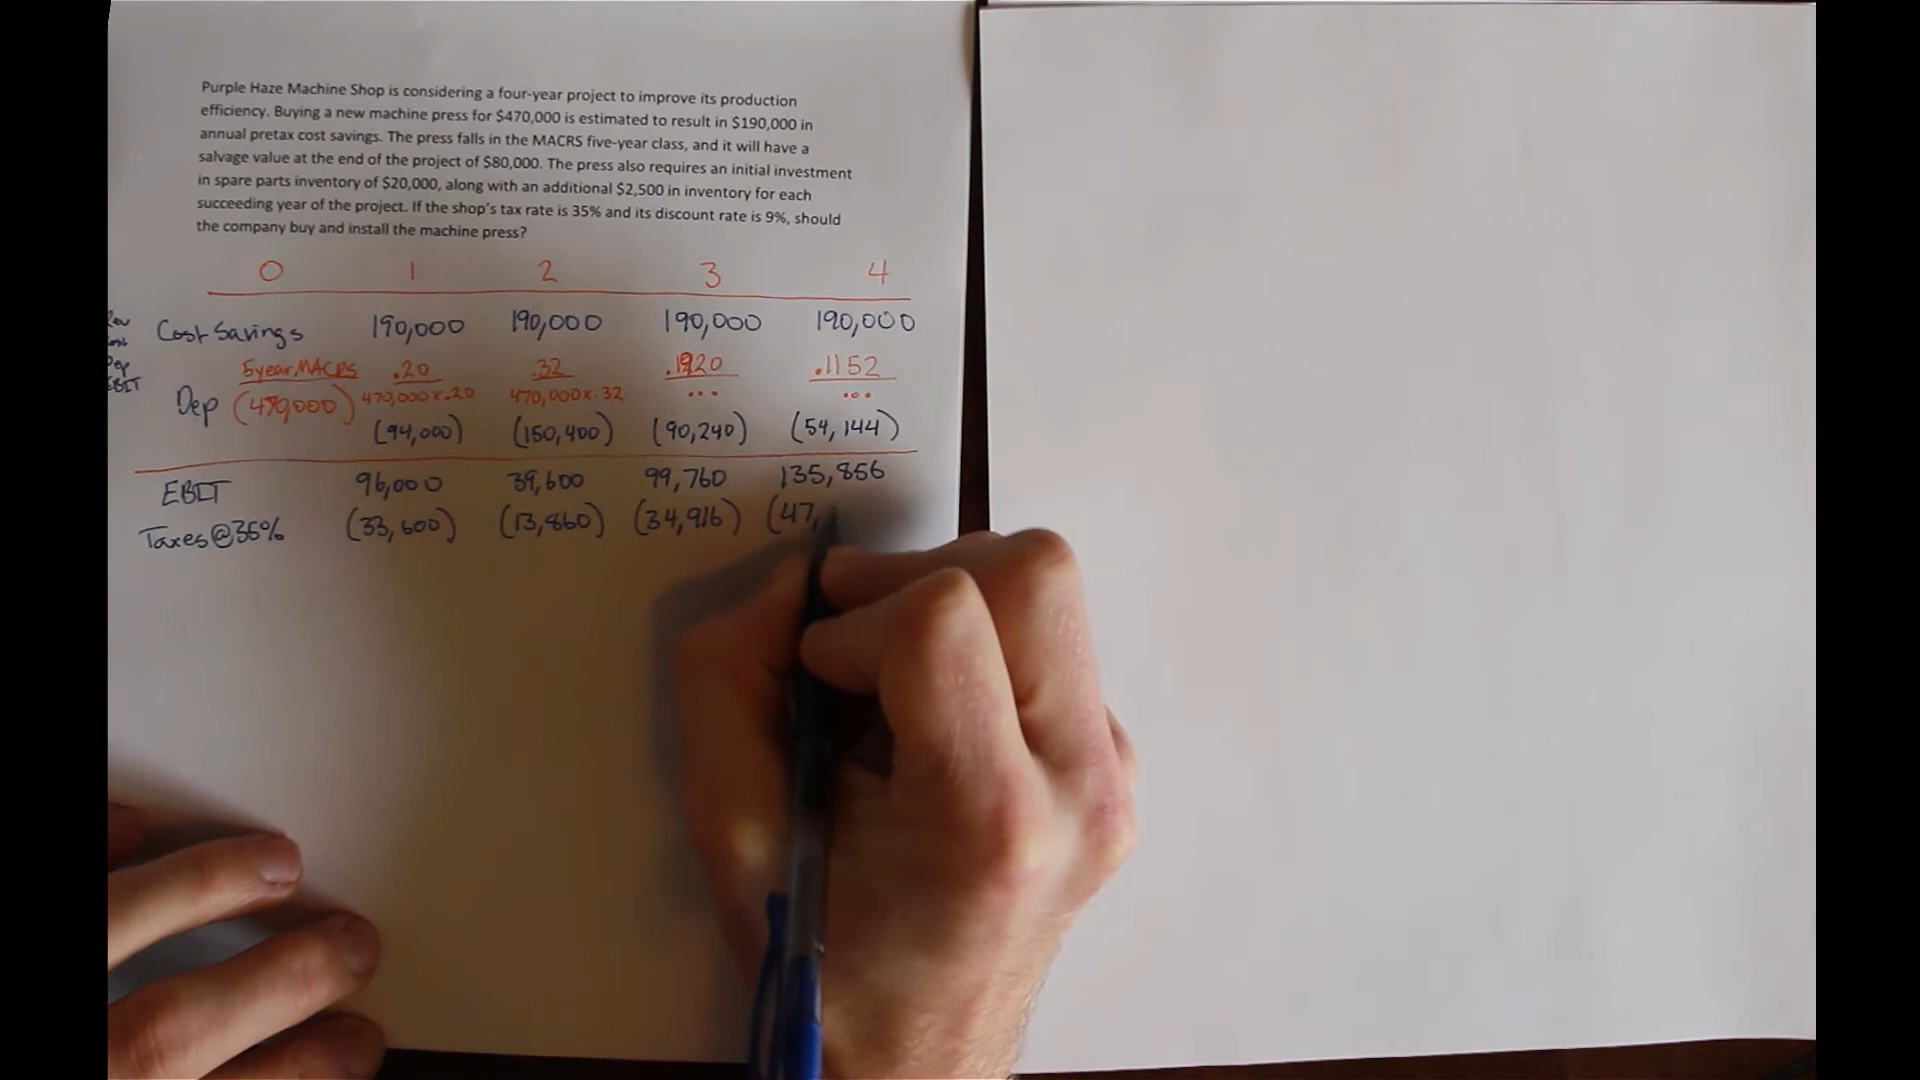 Purple Haze Machine Shop is considering a four-year project to improve its production
efficiency. Buying a new machine press for $470,000 is estimated to result in $190,000 in
annual pretax cost savings. The press falls in the MACRS five-year class, and it will have a
salvage value at the end of the project of $80,000. The press also requires an initial investment
in spare parts inventory of $20,000, along with an additional $2,500 in inventory for each
succeeding year of the project. If the shop's tax rate is 35% and its discount rate is 9%, should
the company buy and install the machine press?
0 1 2 3 4
Cost Savings 190,000 190,000 190,000 190,000
Dep
EBIT
5year MACRS .20 .32 .1920 .1152
Dep (470,000) 470,000x.20 470,000x.32 ... ...
(94,000) (150,400) (90,240) (54,144)
EBIT 96,000 39,600 99,760 135,856
Taxes@35% (33,600) (13,860) (34,916) (47,